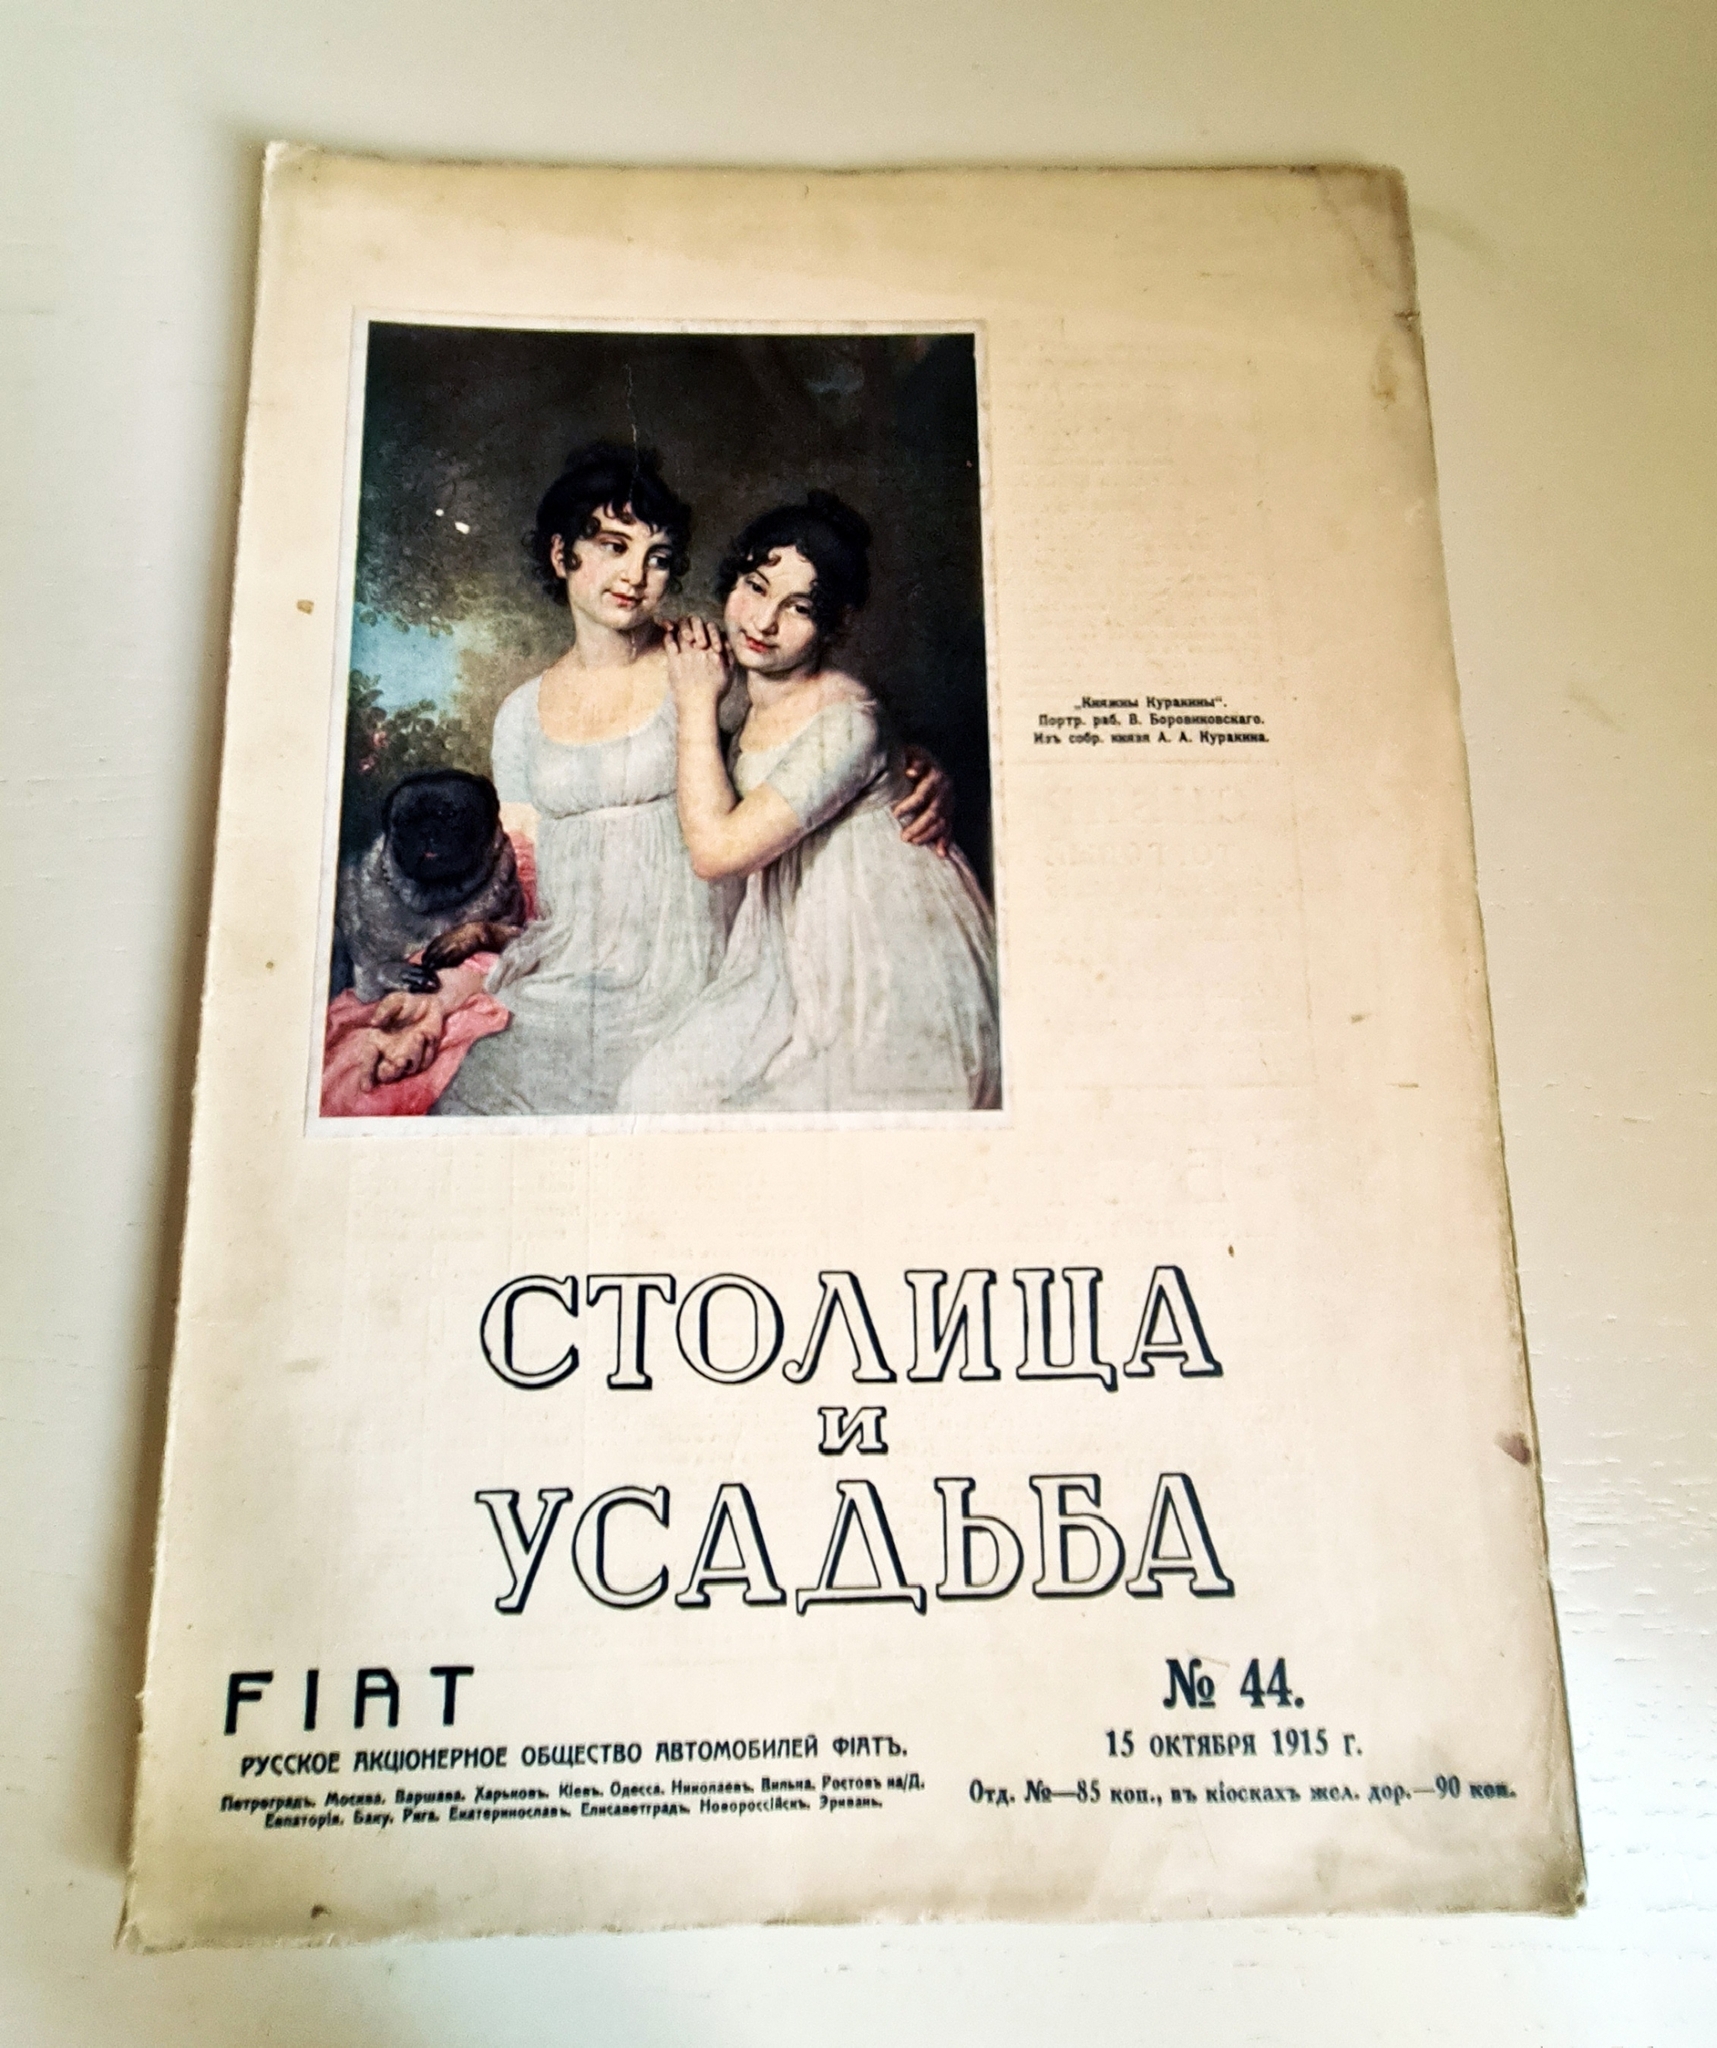 „Княжны Куракины“.
Портр. раб. В. Боровиковскаго.
Изъ собр. князя А. А. Куракина.
СТОЛИЦА
И
УСАДЬБА
FIAT
РУССКОЕ АКЦІОНЕРНОЕ ОБЩЕСТВО АВТОМОБИЛЕЙ ФІАТЪ.
Петроградъ. Москва. Варшава. Харьковъ. Кіевъ. Одесса. Николаевъ. Вильна. Ростовъ на/Д.
Евпаторія. Баку. Рига. Екатеринославъ. Елисаветградъ. Новороссійскъ. Эривань.
№ 44.
15 ОКТЯБРЯ 1915 г.
Отд. №—85 коп., въ кіоскахъ жел. дор.—90 коп.